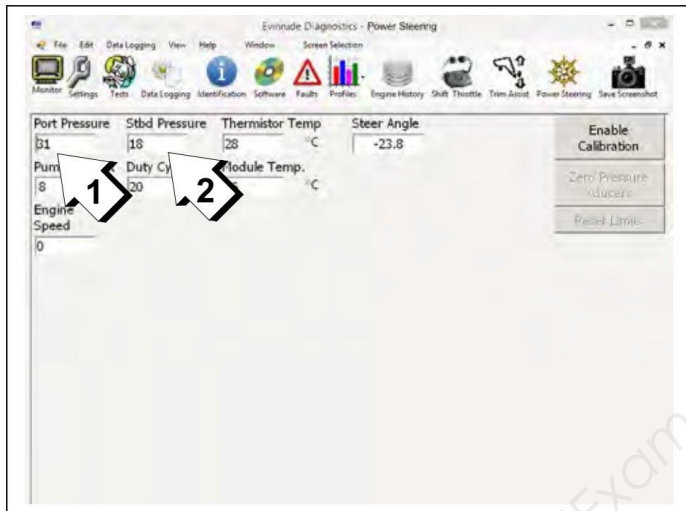 Evinrude Diagnostics - Power Steering
File Edit Data Logging View Help Window Screen Selection
Monitor Settings Tests Data Logging Identification Software Faults Profiles Engine History Shift Throttle Trim Assist Power Steering Save Screenshot
Port Pressure Stbd Pressure Thermistor Temp Steer Angle
31 18 28 °C -23.8
Enable
Calibration
Duty Module Temp.
8 20 °C
1 2
Zero Pressure
Engine
Speed
Reset Limits
0